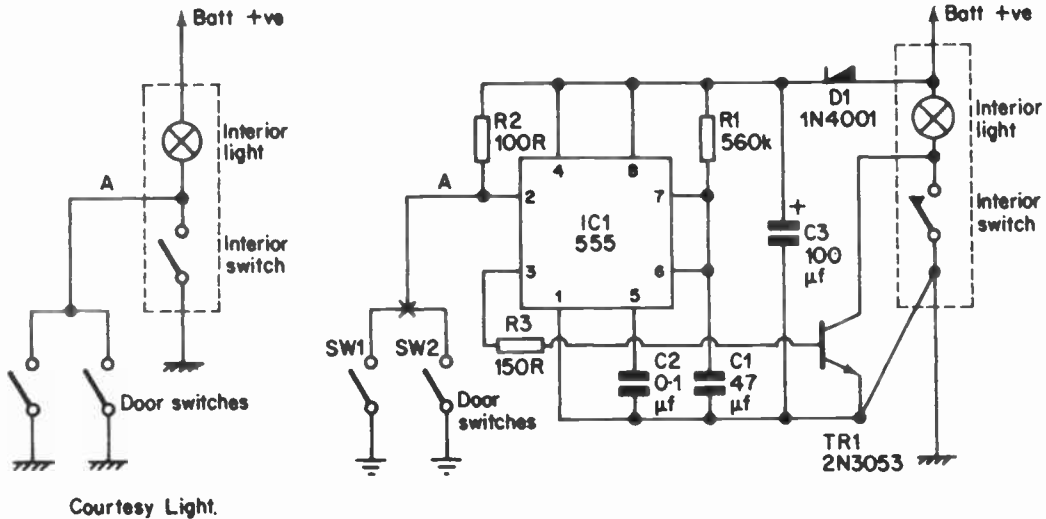 Batt +ve
Interior
light
A
Interior
switch
Door switches
Courtesy Light.
Batt +ve
D1
1N4001
R2
100R
R1
560k
Interior
light
A
4
8
2
7
IC1
555
3
6
1
5
+
C3
100
µf
Interior
switch
R3
150R
SW1
SW2
C2
0·1
µf
C1
47
µf
Door
switches
TR1
2N3053